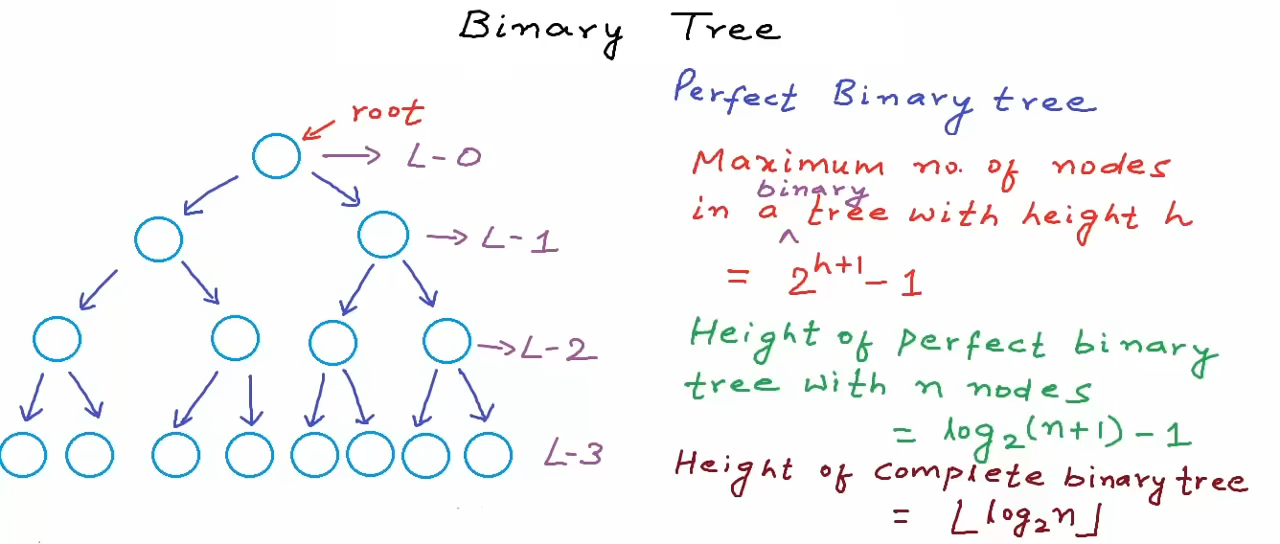 Binary Tree
root
L-0
L-1
L-2
L-3
Perfect Binary tree
Maximum no. of nodes
binary
in a ^ tree with height h
= 2^{h+1} - 1
Height of perfect binary
tree with n nodes
= log₂(n+1) - 1
Height of complete binary tree
= ⌊log₂n⌋